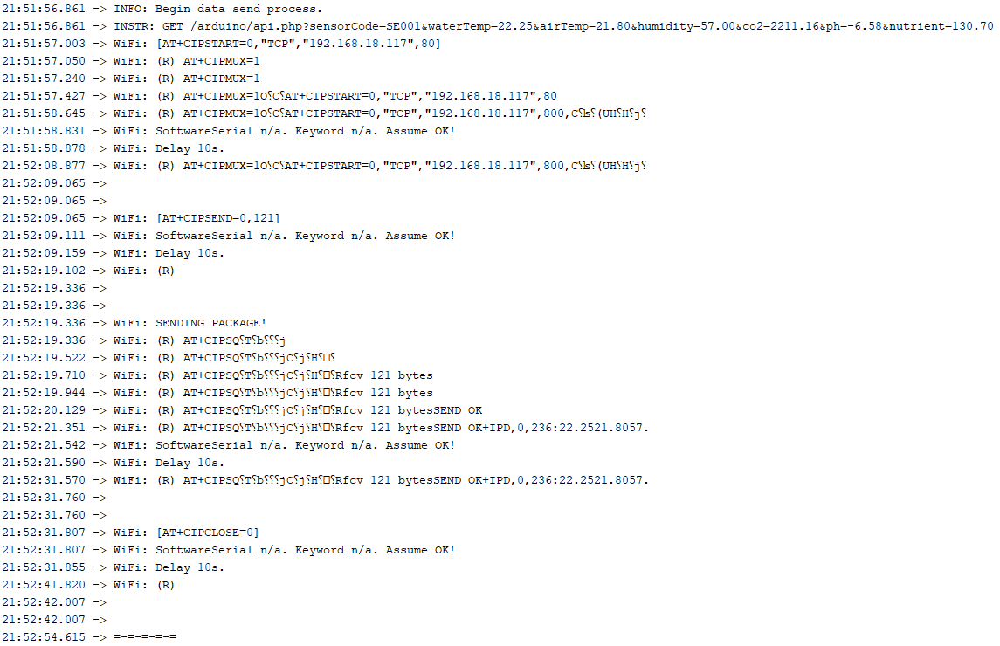 21:51:56.861 -> INFO: Begin data send process.
21:51:56.861 -> INSTR: GET /arduino/api.php?sensorCode=SE001&waterTemp=22.25&airTemp=21.80&humidity=57.00&co2=2211.16&ph=-6.58&nutrient=130.70
21:51:57.003 -> WiFi: [AT+CIPSTART=0,"TCP","192.168.18.117",80]
21:51:57.050 -> WiFi: (R) AT+CIPMUX=1
21:51:57.240 -> WiFi: (R) AT+CIPMUX=1
21:51:57.427 -> WiFi: (R) AT+CIPMUX=1O⸮C⸮AT+CIPSTART=0,"TCP","192.168.18.117",80
21:51:58.645 -> WiFi: (R) AT+CIPMUX=1O⸮C⸮AT+CIPSTART=0,"TCP","192.168.18.117",800,C⸮ʪ⸮(UH⸮H⸮j⸮
21:51:58.831 -> WiFi: SoftwareSerial n/a. Keyword n/a. Assume OK!
21:51:58.878 -> WiFi: Delay 10s.
21:52:08.877 -> WiFi: (R) AT+CIPMUX=1O⸮C⸮AT+CIPSTART=0,"TCP","192.168.18.117",800,C⸮ʪ⸮(UH⸮H⸮j⸮
21:52:09.065 ->
21:52:09.065 ->
21:52:09.065 -> WiFi: [AT+CIPSEND=0,121]
21:52:09.111 -> WiFi: SoftwareSerial n/a. Keyword n/a. Assume OK!
21:52:09.159 -> WiFi: Delay 10s.
21:52:19.102 -> WiFi: (R)
21:52:19.336 ->
21:52:19.336 ->
21:52:19.336 -> WiFi: SENDING PACKAGE!
21:52:19.336 -> WiFi: (R) AT+CIPSQ⸮T⸮b⸮⸮⸮j
21:52:19.522 -> WiFi: (R) AT+CIPSQ⸮T⸮b⸮⸮⸮jC⸮j⸮H⸮□⸮
21:52:19.710 -> WiFi: (R) AT+CIPSQ⸮T⸮b⸮⸮⸮jC⸮j⸮H⸮□⸮Rfcv 121 bytes
21:52:19.944 -> WiFi: (R) AT+CIPSQ⸮T⸮b⸮⸮⸮jC⸮j⸮H⸮□⸮Rfcv 121 bytes
21:52:20.129 -> WiFi: (R) AT+CIPSQ⸮T⸮b⸮⸮⸮jC⸮j⸮H⸮□⸮Rfcv 121 bytesSEND OK
21:52:21.351 -> WiFi: (R) AT+CIPSQ⸮T⸮b⸮⸮⸮jC⸮j⸮H⸮□⸮Rfcv 121 bytesSEND OK+IPD,0,236:22.2521.8057.
21:52:21.542 -> WiFi: SoftwareSerial n/a. Keyword n/a. Assume OK!
21:52:21.590 -> WiFi: Delay 10s.
21:52:31.570 -> WiFi: (R) AT+CIPSQ⸮T⸮b⸮⸮⸮jC⸮j⸮H⸮□⸮Rfcv 121 bytesSEND OK+IPD,0,236:22.2521.8057.
21:52:31.760 ->
21:52:31.760 ->
21:52:31.807 -> WiFi: [AT+CIPCLOSE=0]
21:52:31.807 -> WiFi: SoftwareSerial n/a. Keyword n/a. Assume OK!
21:52:31.855 -> WiFi: Delay 10s.
21:52:41.820 -> WiFi: (R)
21:52:42.007 ->
21:52:42.007 ->
21:52:54.615 -> =-=-=-=-=